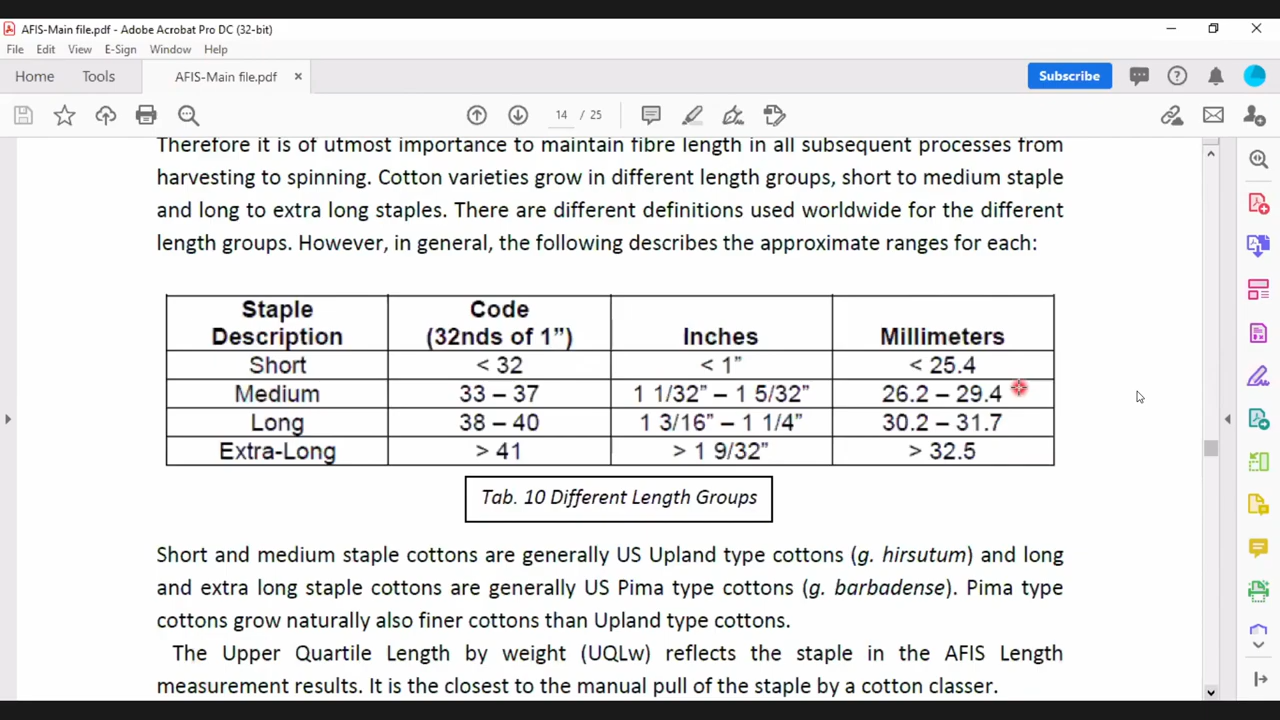 AFIS-Main file.pdf - Adobe Acrobat Pro DC (32-bit)
File Edit View E-Sign Window Help
Home Tools AFIS-Main file.pdf × Subscribe
14 / 25
Therefore it is of utmost importance to maintain fibre length in all subsequent processes from
harvesting to spinning. Cotton varieties grow in different length groups, short to medium staple
and long to extra long staples. There are different definitions used worldwide for the different
length groups. However, in general, the following describes the approximate ranges for each:
Staple Description Code (32nds of 1”) Inches Millimeters
Short < 32 < 1” < 25.4
Medium 33 – 37 1 1/32” – 1 5/32” 26.2 – 29.4
Long 38 – 40 1 3/16” – 1 1/4” 30.2 – 31.7
Extra-Long > 41 > 1 9/32” > 32.5
Tab. 10 Different Length Groups
Short and medium staple cottons are generally US Upland type cottons (g. hirsutum) and long
and extra long staple cottons are generally US Pima type cottons (g. barbadense). Pima type
cottons grow naturally also finer cottons than Upland type cottons.
The Upper Quartile Length by weight (UQLw) reflects the staple in the AFIS Length
measurement results. It is the closest to the manual pull of the staple by a cotton classer.